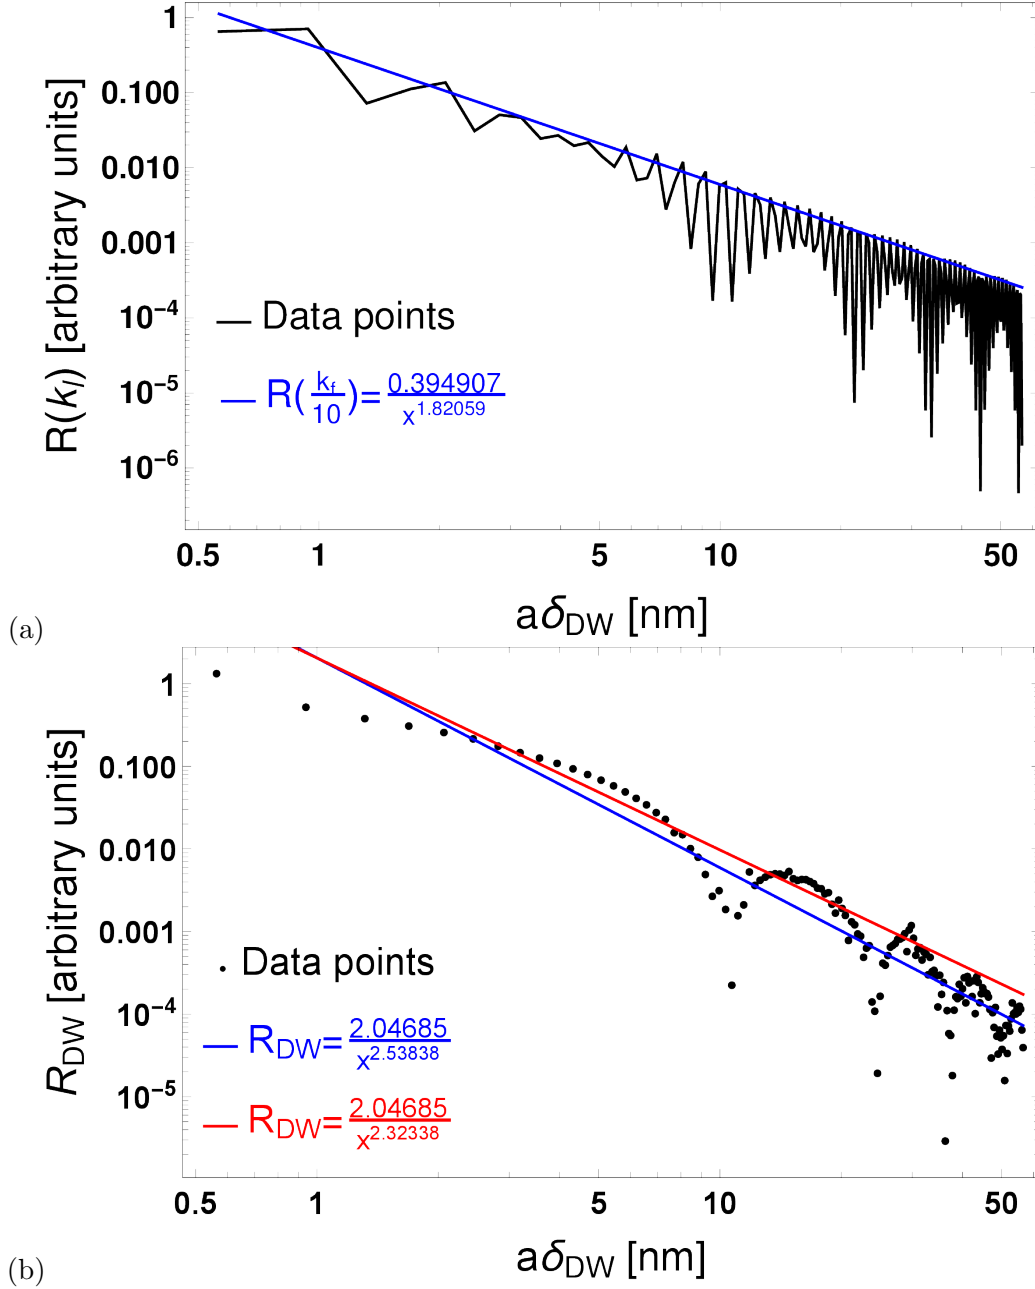 1
0.100
0.010
0.001
10⁻⁴
10⁻⁵
10⁻⁶
R(k_l) [arbitrary units]
Data points
R(k_f/10)=0.394907/x^1.82059
0.5 1 5 10 50
aδ_DW [nm]
(a)
1
0.100
0.010
0.001
10⁻⁴
10⁻⁵
R_DW [arbitrary units]
Data points
R_DW=2.04685/x^2.53838
R_DW=2.04685/x^2.32338
0.5 1 5 10 50
aδ_DW [nm]
(b)